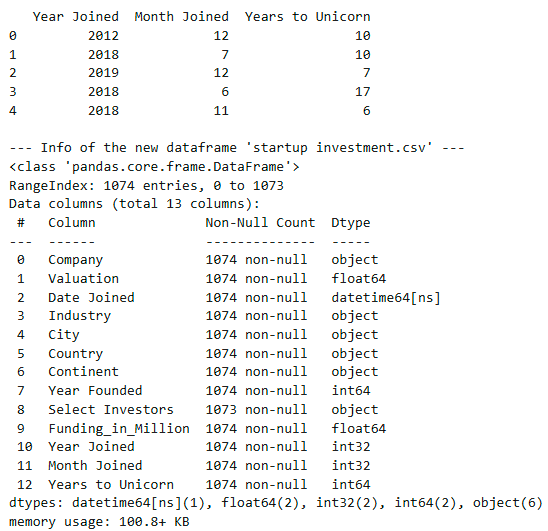 Year Joined  Month Joined  Years to Unicorn
0         2012            12                10
1         2018             7                10
2         2019            12                 7
3         2018             6                17
4         2018            11                 6
--- Info of the new dataframe 'startup investment.csv' ---
<class 'pandas.core.frame.DataFrame'>
RangeIndex: 1074 entries, 0 to 1073
Data columns (total 13 columns):
 #   Column              Non-Null Count  Dtype
---  ------              --------------  -----
 0   Company             1074 non-null   object
 1   Valuation           1074 non-null   float64
 2   Date Joined         1074 non-null   datetime64[ns]
 3   Industry            1074 non-null   object
 4   City                1074 non-null   object
 5   Country             1074 non-null   object
 6   Continent           1074 non-null   object
 7   Year Founded        1074 non-null   int64
 8   Select Investors    1073 non-null   object
 9   Funding_in_Million  1074 non-null   float64
 10  Year Joined         1074 non-null   int32
 11  Month Joined        1074 non-null   int32
 12  Years to Unicorn    1074 non-null   int64
dtypes: datetime64[ns](1), float64(2), int32(2), int64(2), object(6)
memory usage: 100.8+ KB